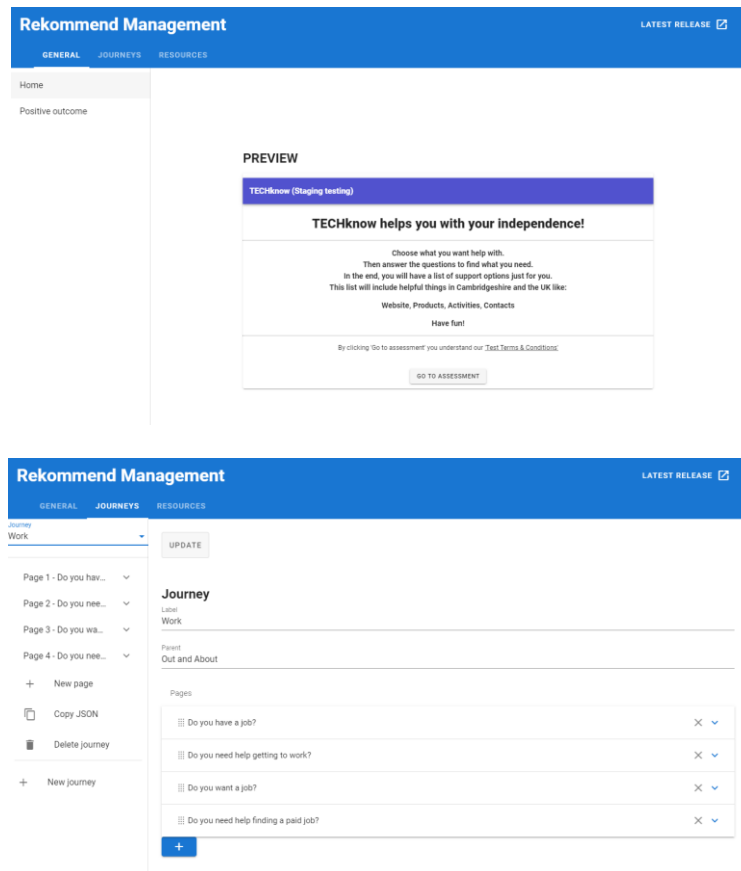 Rekommend Management
LATEST RELEASE
GENERAL JOURNEYS RESOURCES
Home
Positive outcome
PREVIEW
TECHknow (Staging testing)
TECHknow helps you with your independence!
Choose what you want help with.
Then answer the questions to find what you need.
In the end, you will have a list of support options just for you.
This list will include helpful things in Cambridgeshire and the UK like:
Website, Products, Activities, Contacts
Have fun!
By clicking 'Go to assessment' you understand our 'Test Terms & Conditions'
GO TO ASSESSMENT
Rekommend Management
LATEST RELEASE
GENERAL JOURNEYS RESOURCES
Journey
Work
Page 1 - Do you hav...
Page 2 - Do you nee...
Page 3 - Do you wa...
Page 4 - Do you nee...
New page
Copy JSON
Delete journey
New journey
UPDATE
Journey
Label
Work
Parent
Out and About
Pages
Do you have a job?
Do you need help getting to work?
Do you want a job?
Do you need help finding a paid job?